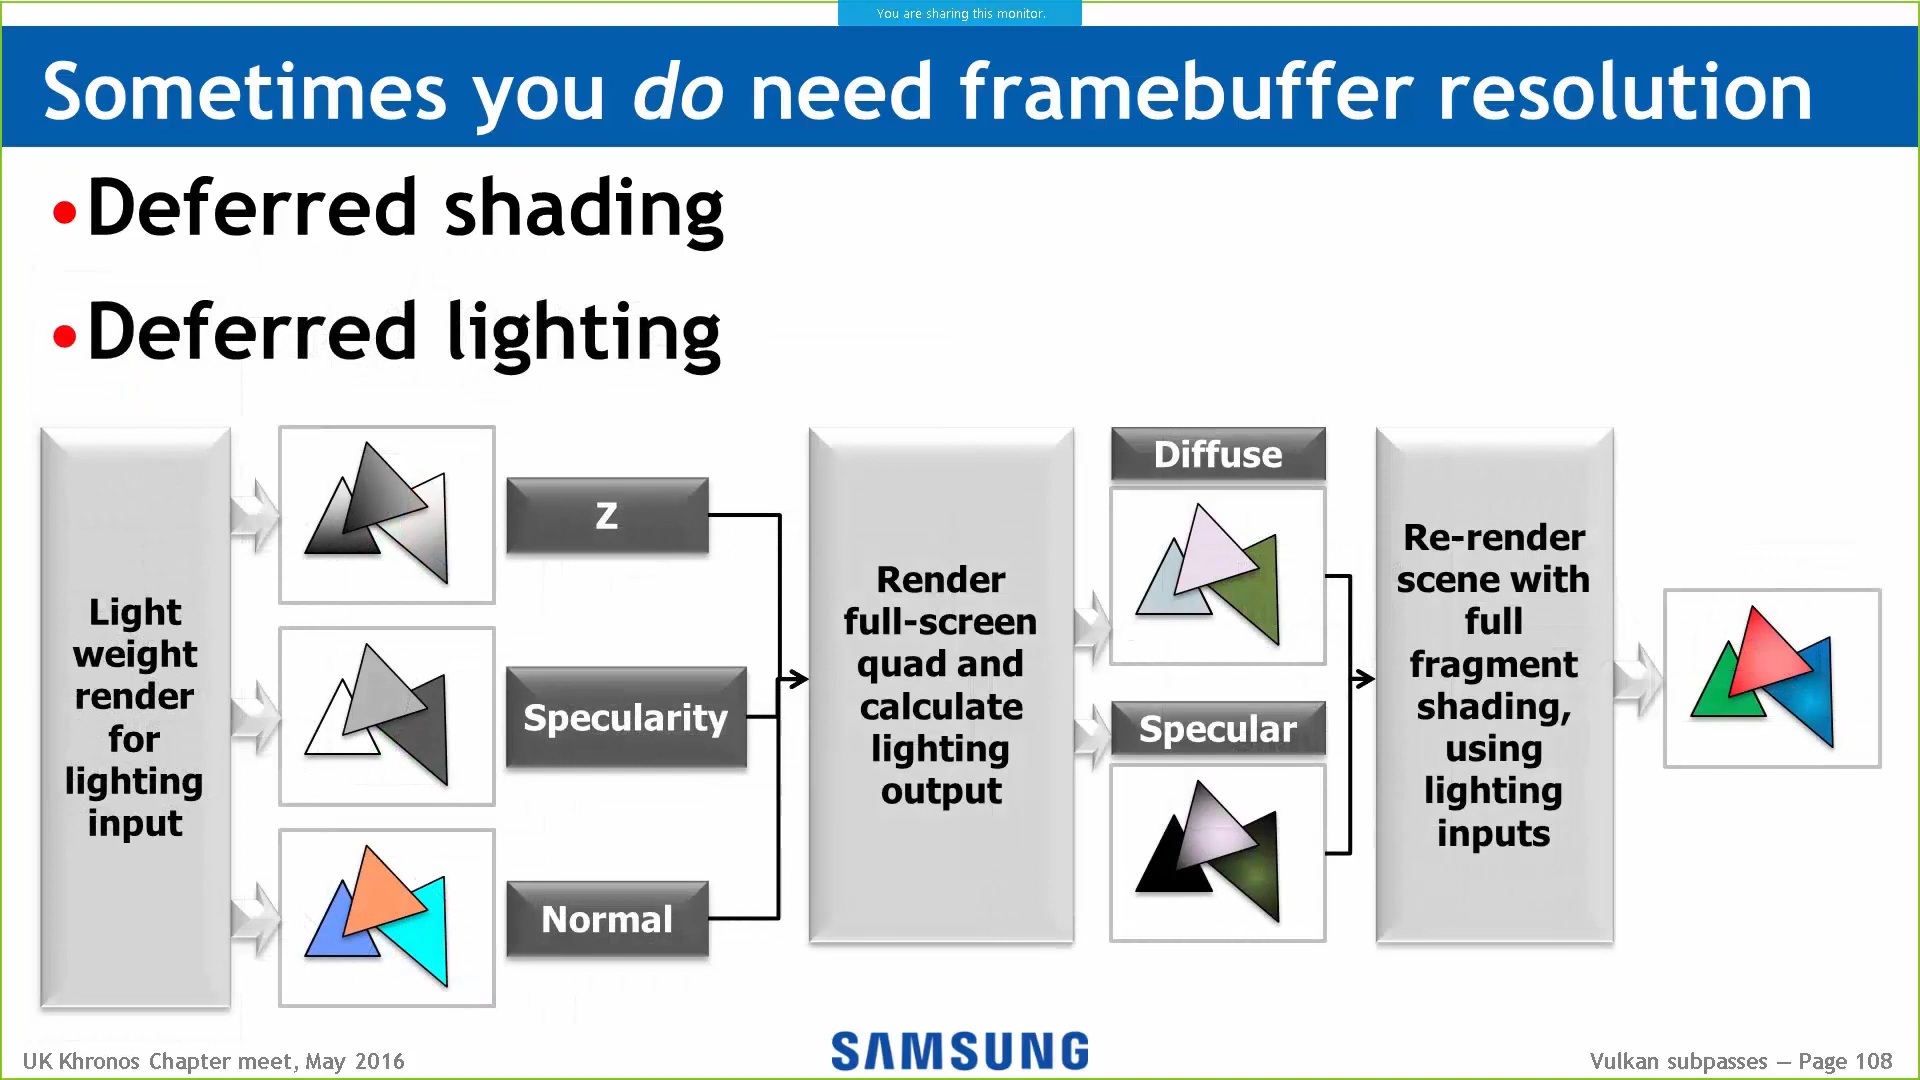 You are sharing this monitor.
Sometimes you do need framebuffer resolution
•Deferred shading
•Deferred lighting
Light
weight
render
for
lighting
input
Z
Specularity
Normal
Render
full-screen
quad and
calculate
lighting
output
Diffuse
Specular
Re-render
scene with
full
fragment
shading,
using
lighting
inputs
UK Khronos Chapter meet, May 2016
SAMSUNG
Vulkan subpasses — Page 108